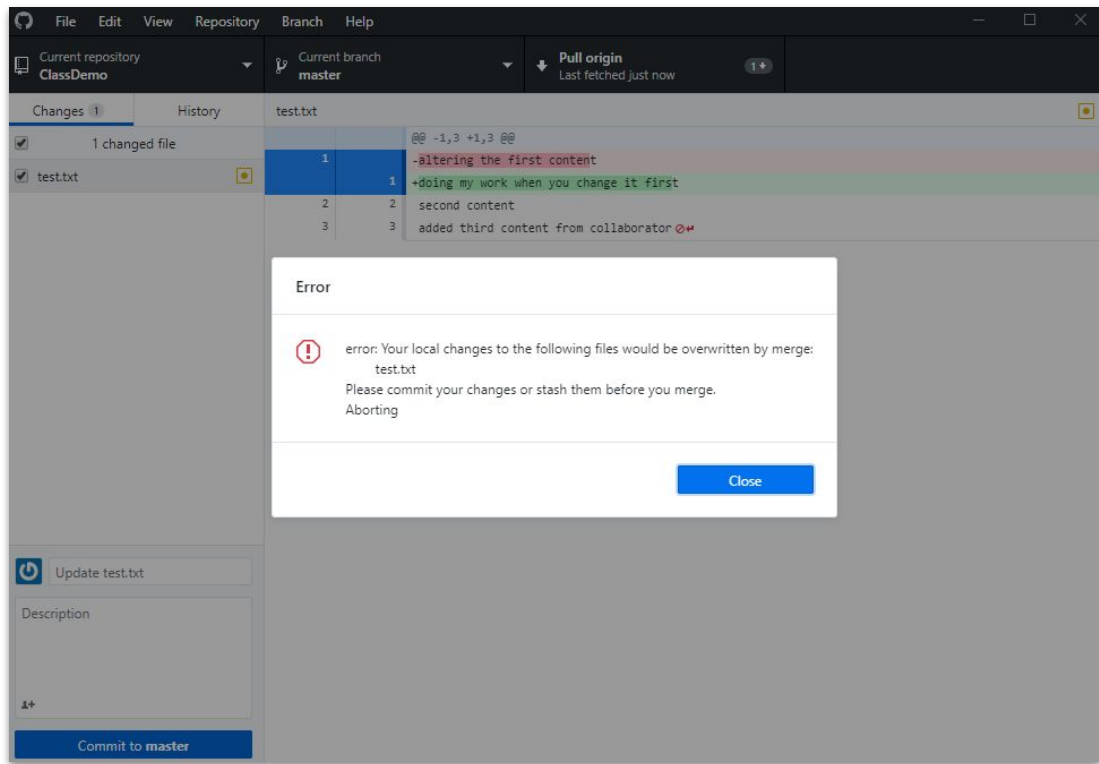 File Edit View Repository Branch Help
Current repository
ClassDemo
Current branch
master
Pull origin
Last fetched just now
1
Changes 1 History
test.txt
1 changed file
test.txt
@@ -1,3 +1,3 @@
1 -altering the first content
1 +doing my work when you change it first
2 2 second content
3 3 added third content from collaborator
Error
error: Your local changes to the following files would be overwritten by merge:
test.txt
Please commit your changes or stash them before you merge.
Aborting
Close
Update test.txt
Description
Commit to master